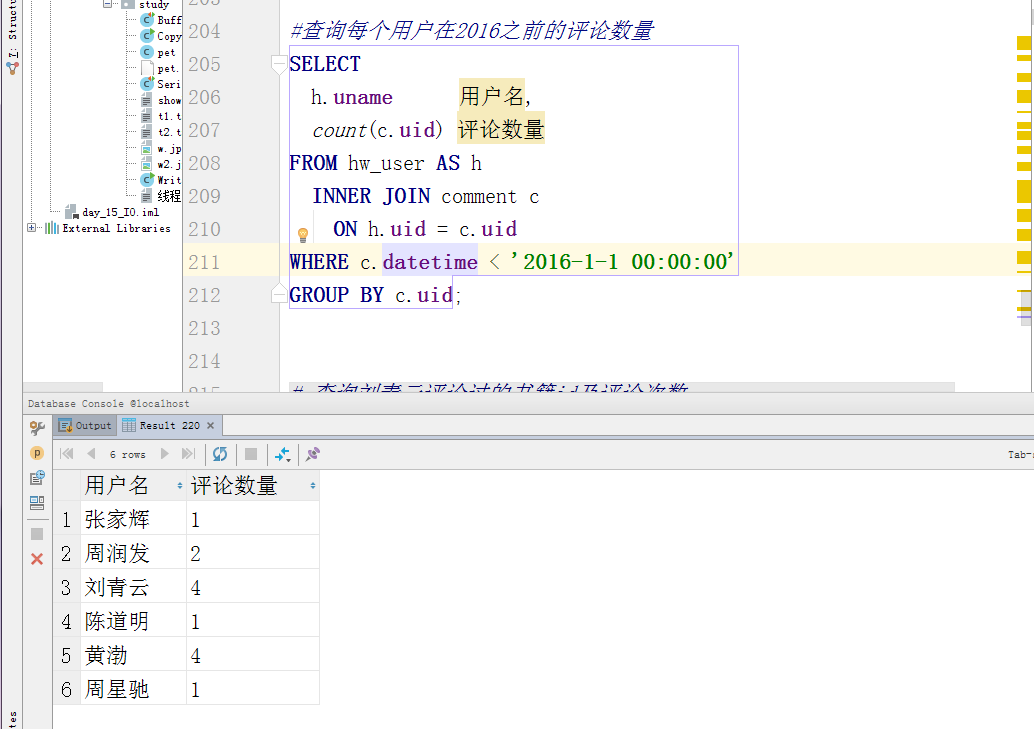 Z: Structu
study
Buff
Copy
pet
pet.
Seri
show
t1.t
t2.t
w.jp
w2.j
Writ
线程
day_15_IO.iml
External Libraries
203
204 #查询每个用户在2016之前的评论数量
205 SELECT
206 h.uname 用户名,
207 count(c.uid) 评论数量
208 FROM hw_user AS h
209 INNER JOIN comment c
210 ON h.uid = c.uid
211 WHERE c.datetime < '2016-1-1 00:00:00'
212 GROUP BY c.uid;
213
214
215 # 查询刘青云评论过的书籍id及评论次数
Database Console @localhost
Output Result 220
6 rows Tab-
用户名 评论数量
1 张家辉 1
2 周润发 2
3 刘青云 4
4 陈道明 1
5 黄渤 4
6 周星驰 1
tes